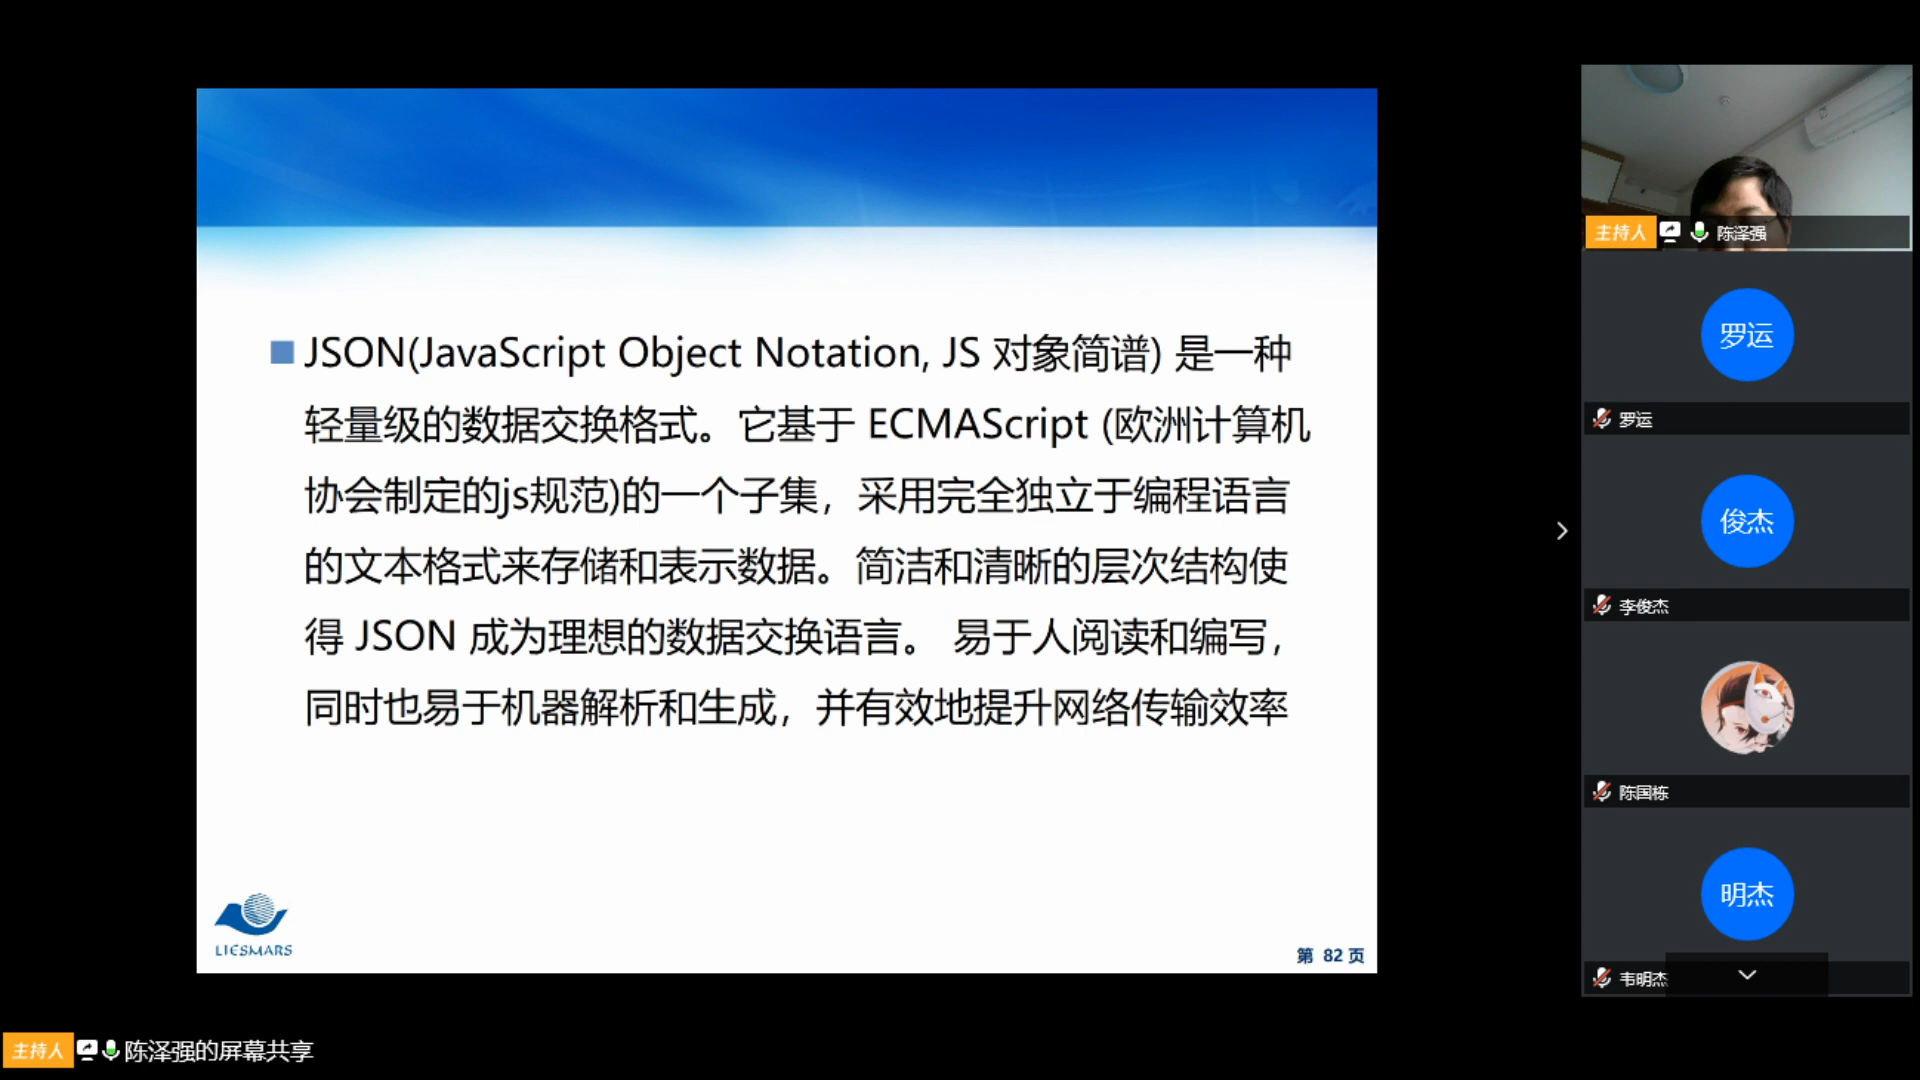 JSON(JavaScript Object Notation, JS 对象简谱) 是一种
轻量级的数据交换格式。它基于 ECMAScript (欧洲计算机
协会制定的js规范)的一个子集，采用完全独立于编程语言
的文本格式来存储和表示数据。简洁和清晰的层次结构使
得 JSON 成为理想的数据交换语言。 易于人阅读和编写，
同时也易于机器解析和生成，并有效地提升网络传输效率
LIESMARS
第 82 页
主持人 陈泽强
罗运
罗运
俊杰
李俊杰
陈国栋
明杰
韦明杰
主持人 陈泽强的屏幕共享